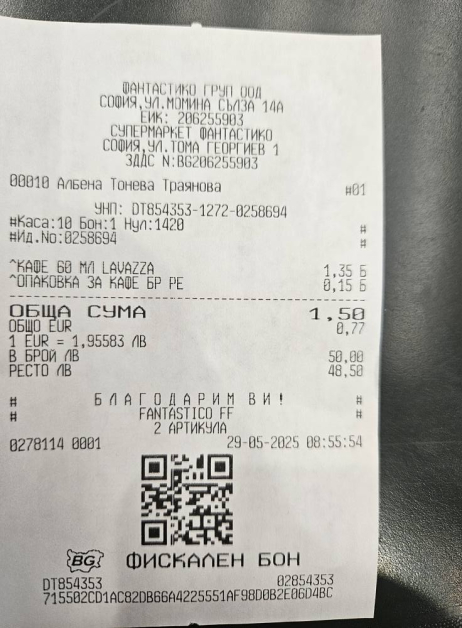 ФАНТАСТИКО ГРУП ООД
СОФИЯ,УЛ.МОМИНА СЪЛЗА 14А
ЕИК: 206255903
СУПЕРМАРКЕТ ФАНТАСТИКО
СОФИЯ,УЛ.ТОМА ГЕОРГИЕВ 1
ЗДДС N:BG206255903
00010 Албена Тонева Траянова #01
УНП: DT854353-1272-0258694
#Каса:10 Бон:1 Нул:1420 #
#Ид.No:0258694 #
^КАФЕ 60 МЛ LAVAZZA 1,35 Б
^ОПАКОВКА ЗА КАФЕ БР РЕ 0,15 Б
ОБЩА СУМА 1,50
ОБЩО EUR 0,77
1 EUR = 1,95583 ЛВ
В БРОЙ ЛВ 50,00
РЕСТО ЛВ 48,50
# Б Л А Г О Д А Р И М В И ! #
# FANTASTICO FF #
2 АРТИКУЛА
0278114 0001 29-05-2025 08:55:54
BG ФИСКАЛЕН БОН
DT854353 02854353
715502CD1AC82DB66A4225551AF98D0B2E06D4BC